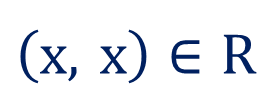 (x, x) ∈ R